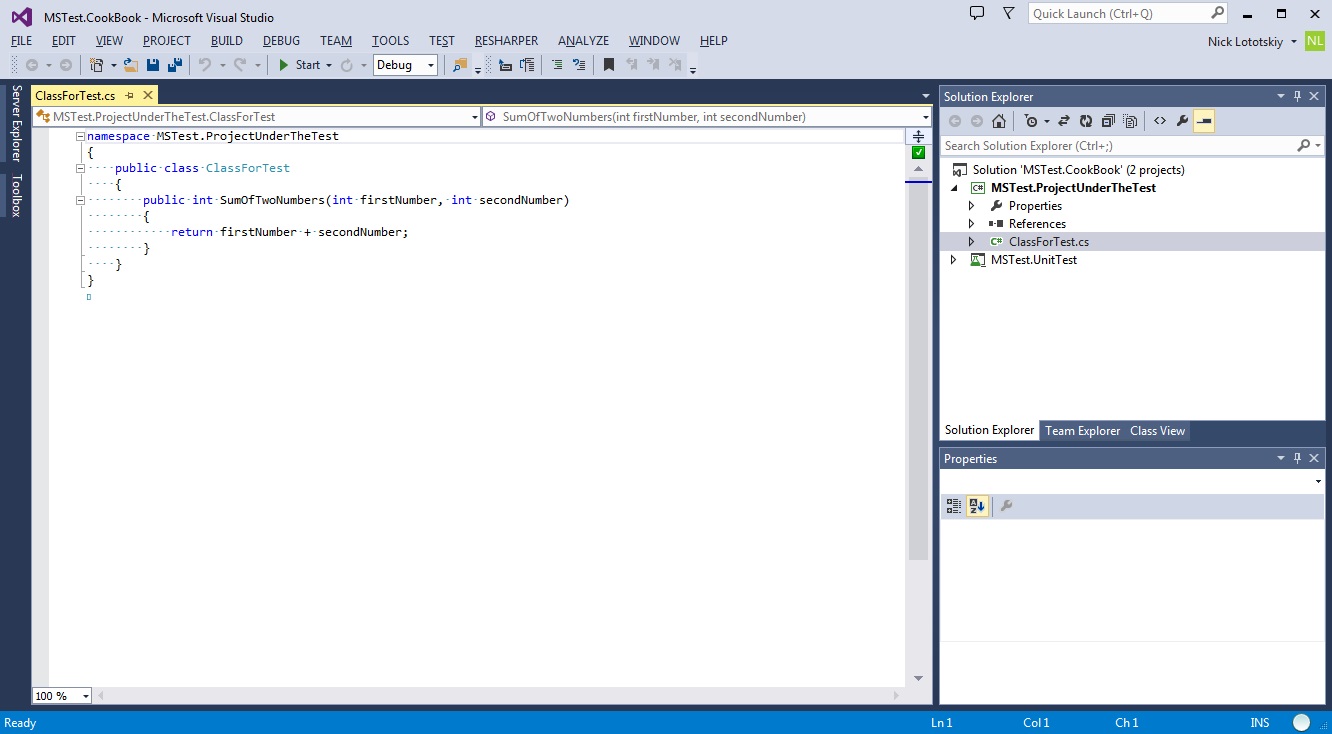 MSTest.CookBook - Microsoft Visual Studio
Quick Launch (Ctrl+Q)
FILE EDIT VIEW PROJECT BUILD DEBUG TEAM TOOLS TEST RESHARPER ANALYZE WINDOW HELP
Nick Lototskiy NL
Start Debug
Server Explorer
Toolbox
ClassForTest.cs
MSTest.ProjectUnderTheTest.ClassForTest
SumOfTwoNumbers(int firstNumber, int secondNumber)
namespace MSTest.ProjectUnderTheTest
{
public class ClassForTest
{
public int SumOfTwoNumbers(int firstNumber, int secondNumber)
{
return firstNumber + secondNumber;
}
}
}
100 %
Solution Explorer
Search Solution Explorer (Ctrl+;)
Solution 'MSTest.CookBook' (2 projects)
C# MSTest.ProjectUnderTheTest
Properties
References
C# ClassForTest.cs
MSTest.UnitTest
Solution Explorer Team Explorer Class View
Properties
Ready
Ln 1 Col 1 Ch 1 INS